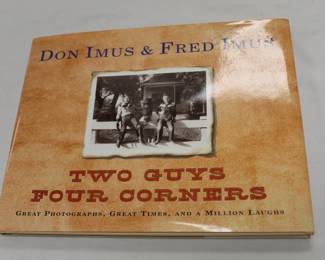 Don Imus & Fred Imus
Two Guys
Four Corners
Great Photographs, Great Times, and a Million Laughs